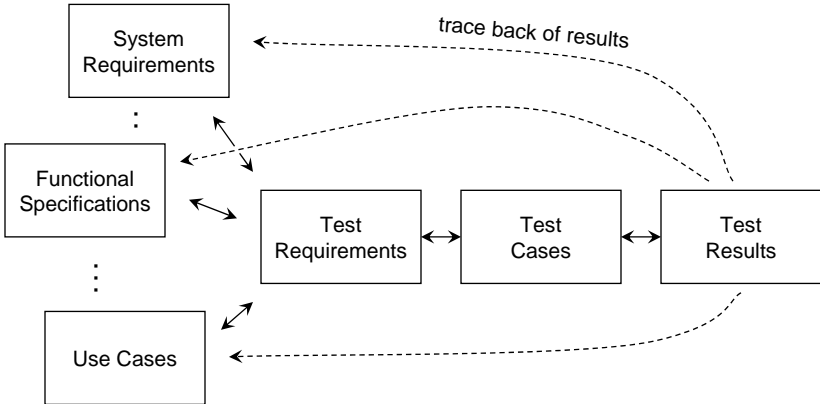 System
Requirements
trace back of results
Functional
Specifications
Test
Requirements
Test
Cases
Test
Results
Use Cases